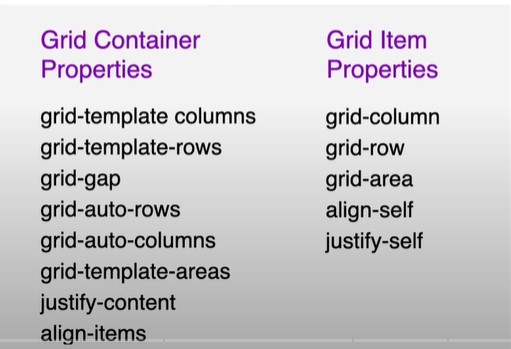 Grid Container
Properties
grid-template columns
grid-template-rows
grid-gap
grid-auto-rows
grid-auto-columns
grid-template-areas
justify-content
align-items
Grid Item
Properties
grid-column
grid-row
grid-area
align-self
justify-self